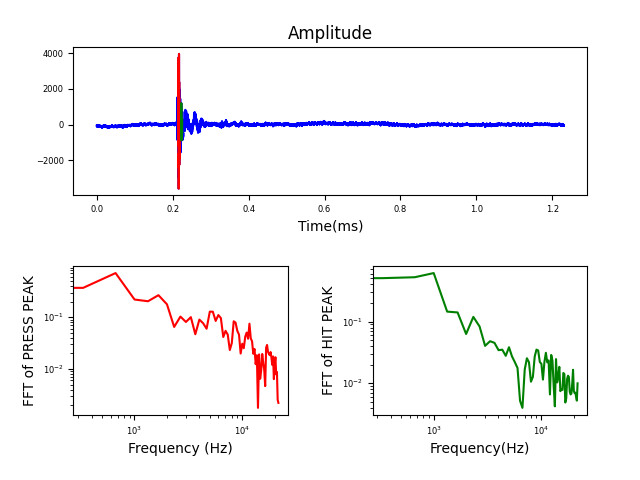 Amplitude
4000
2000
0
−2000
0.0 0.2 0.4 0.6 0.8 1.0 1.2
Time(ms)
FFT of PRESS PEAK
10⁻¹
10⁻²
10³ 10⁴
Frequency (Hz)
FFT of HIT PEAK
10⁻¹
10⁻²
10³ 10⁴
Frequency(Hz)